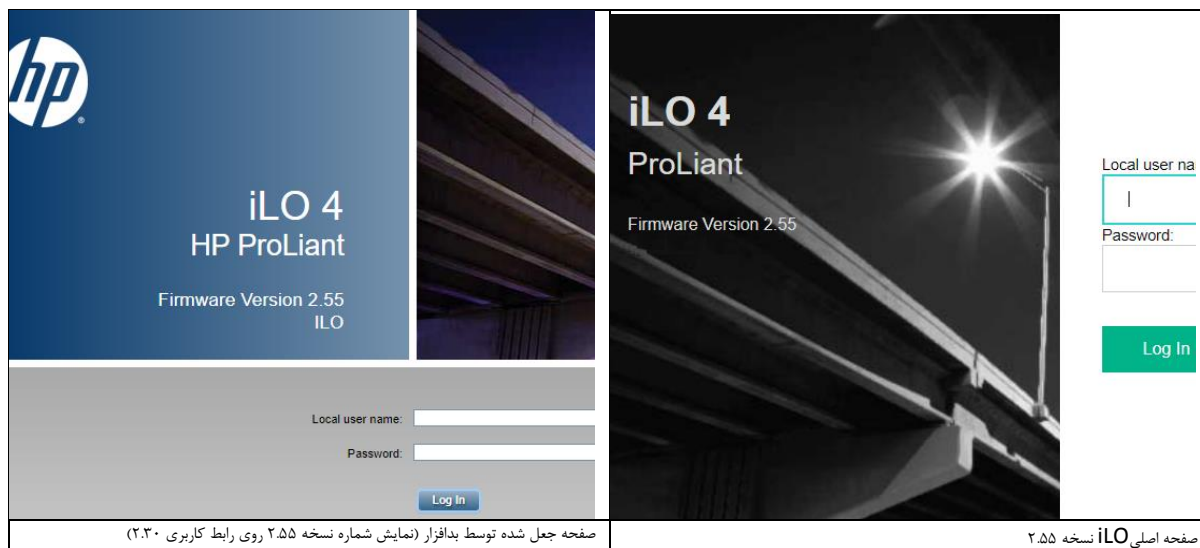 hp
iLO 4
HP ProLiant
Firmware Version 2.55
ILO
Local user name:
Password:
Log In
صفحه جعل شده توسط بدافزار (نمایش شماره نسخه ۲.۵۵ روی رابط کاربری ۲.۳۰)
iLO 4
ProLiant
Firmware Version 2.55
Local user na
Password:
Log In
صفحه اصلی iLO نسخه ۲.۵۵